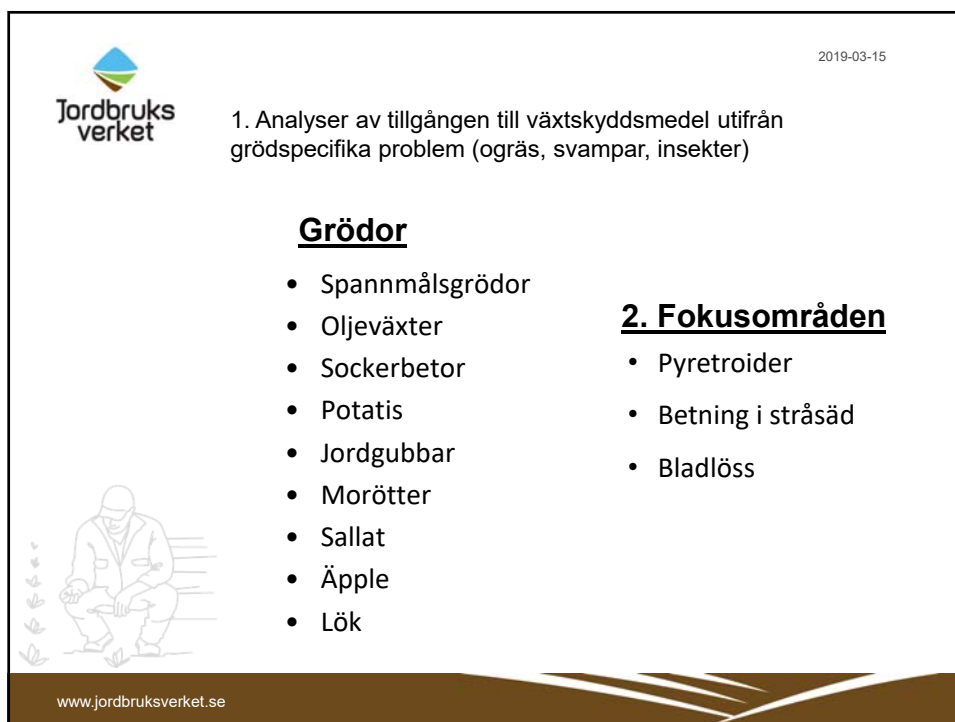 2019-03-15
Jordbruks
verket
1. Analyser av tillgången till växtskyddsmedel utifrån
grödspecifika problem (ogräs, svampar, insekter)
Grödor
• Spannmålsgrödor
• Oljeväxter
• Sockerbetor
• Potatis
• Jordgubbar
• Morötter
• Sallat
• Äpple
• Lök
2. Fokusområden
• Pyretroider
• Betning i stråsäd
• Bladlöss
www.jordbruksverket.se